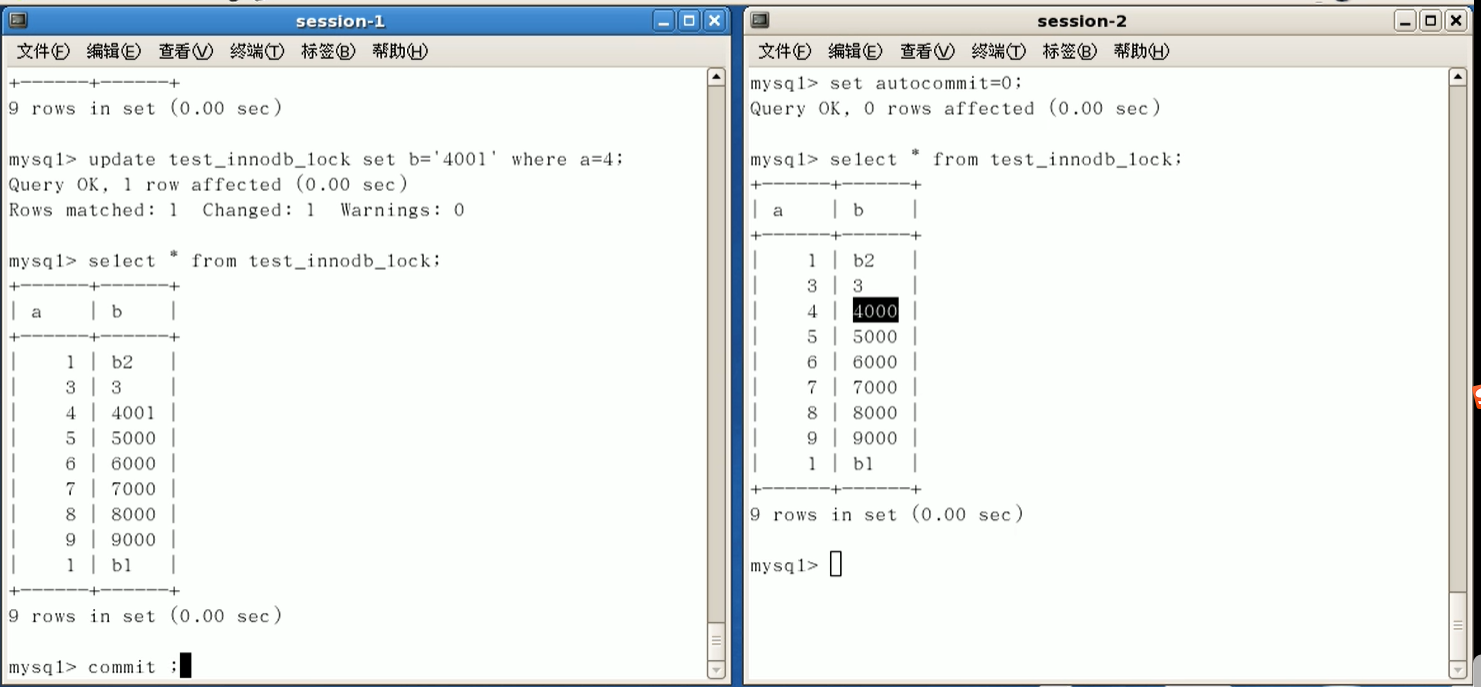 session-1
文件(F) 编辑(E) 查看(V) 终端(T) 标签(B) 帮助(H)
+------+------+
9 rows in set (0.00 sec)
mysql> update test_innodb_lock set b='4001' where a=4;
Query OK, 1 row affected (0.00 sec)
Rows matched: 1  Changed: 1  Warnings: 0
mysql> select * from test_innodb_lock;
+------+------+
| a    | b    |
+------+------+
|    1 | b2   |
|    3 | 3    |
|    4 | 4001 |
|    5 | 5000 |
|    6 | 6000 |
|    7 | 7000 |
|    8 | 8000 |
|    9 | 9000 |
|    1 | b1   |
+------+------+
9 rows in set (0.00 sec)
mysql> commit ;
session-2
文件(F) 编辑(E) 查看(V) 终端(T) 标签(B) 帮助(H)
mysql> set autocommit=0;
Query OK, 0 rows affected (0.00 sec)
mysql> select * from test_innodb_lock;
+------+------+
| a    | b    |
+------+------+
|    1 | b2   |
|    3 | 3    |
|    4 | 4000 |
|    5 | 5000 |
|    6 | 6000 |
|    7 | 7000 |
|    8 | 8000 |
|    9 | 9000 |
|    1 | b1   |
+------+------+
9 rows in set (0.00 sec)
mysql>